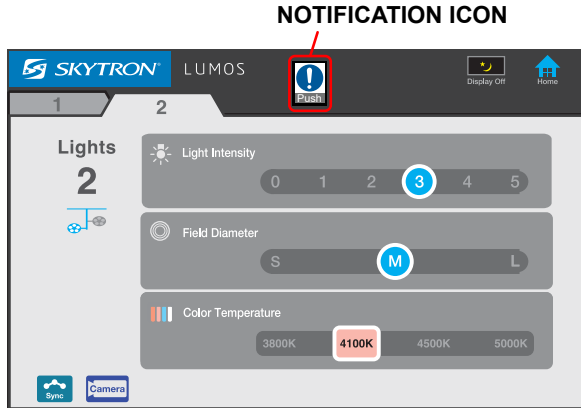 NOTIFICATION ICON
SKYTRON® LUMOS
Push
Display Off
Home
1 2
Lights
2
Light Intensity
0 1 2 3 4 5
Field Diameter
S M L
Color Temperature
3800K 4100K 4500K 5000K
Sync
Camera